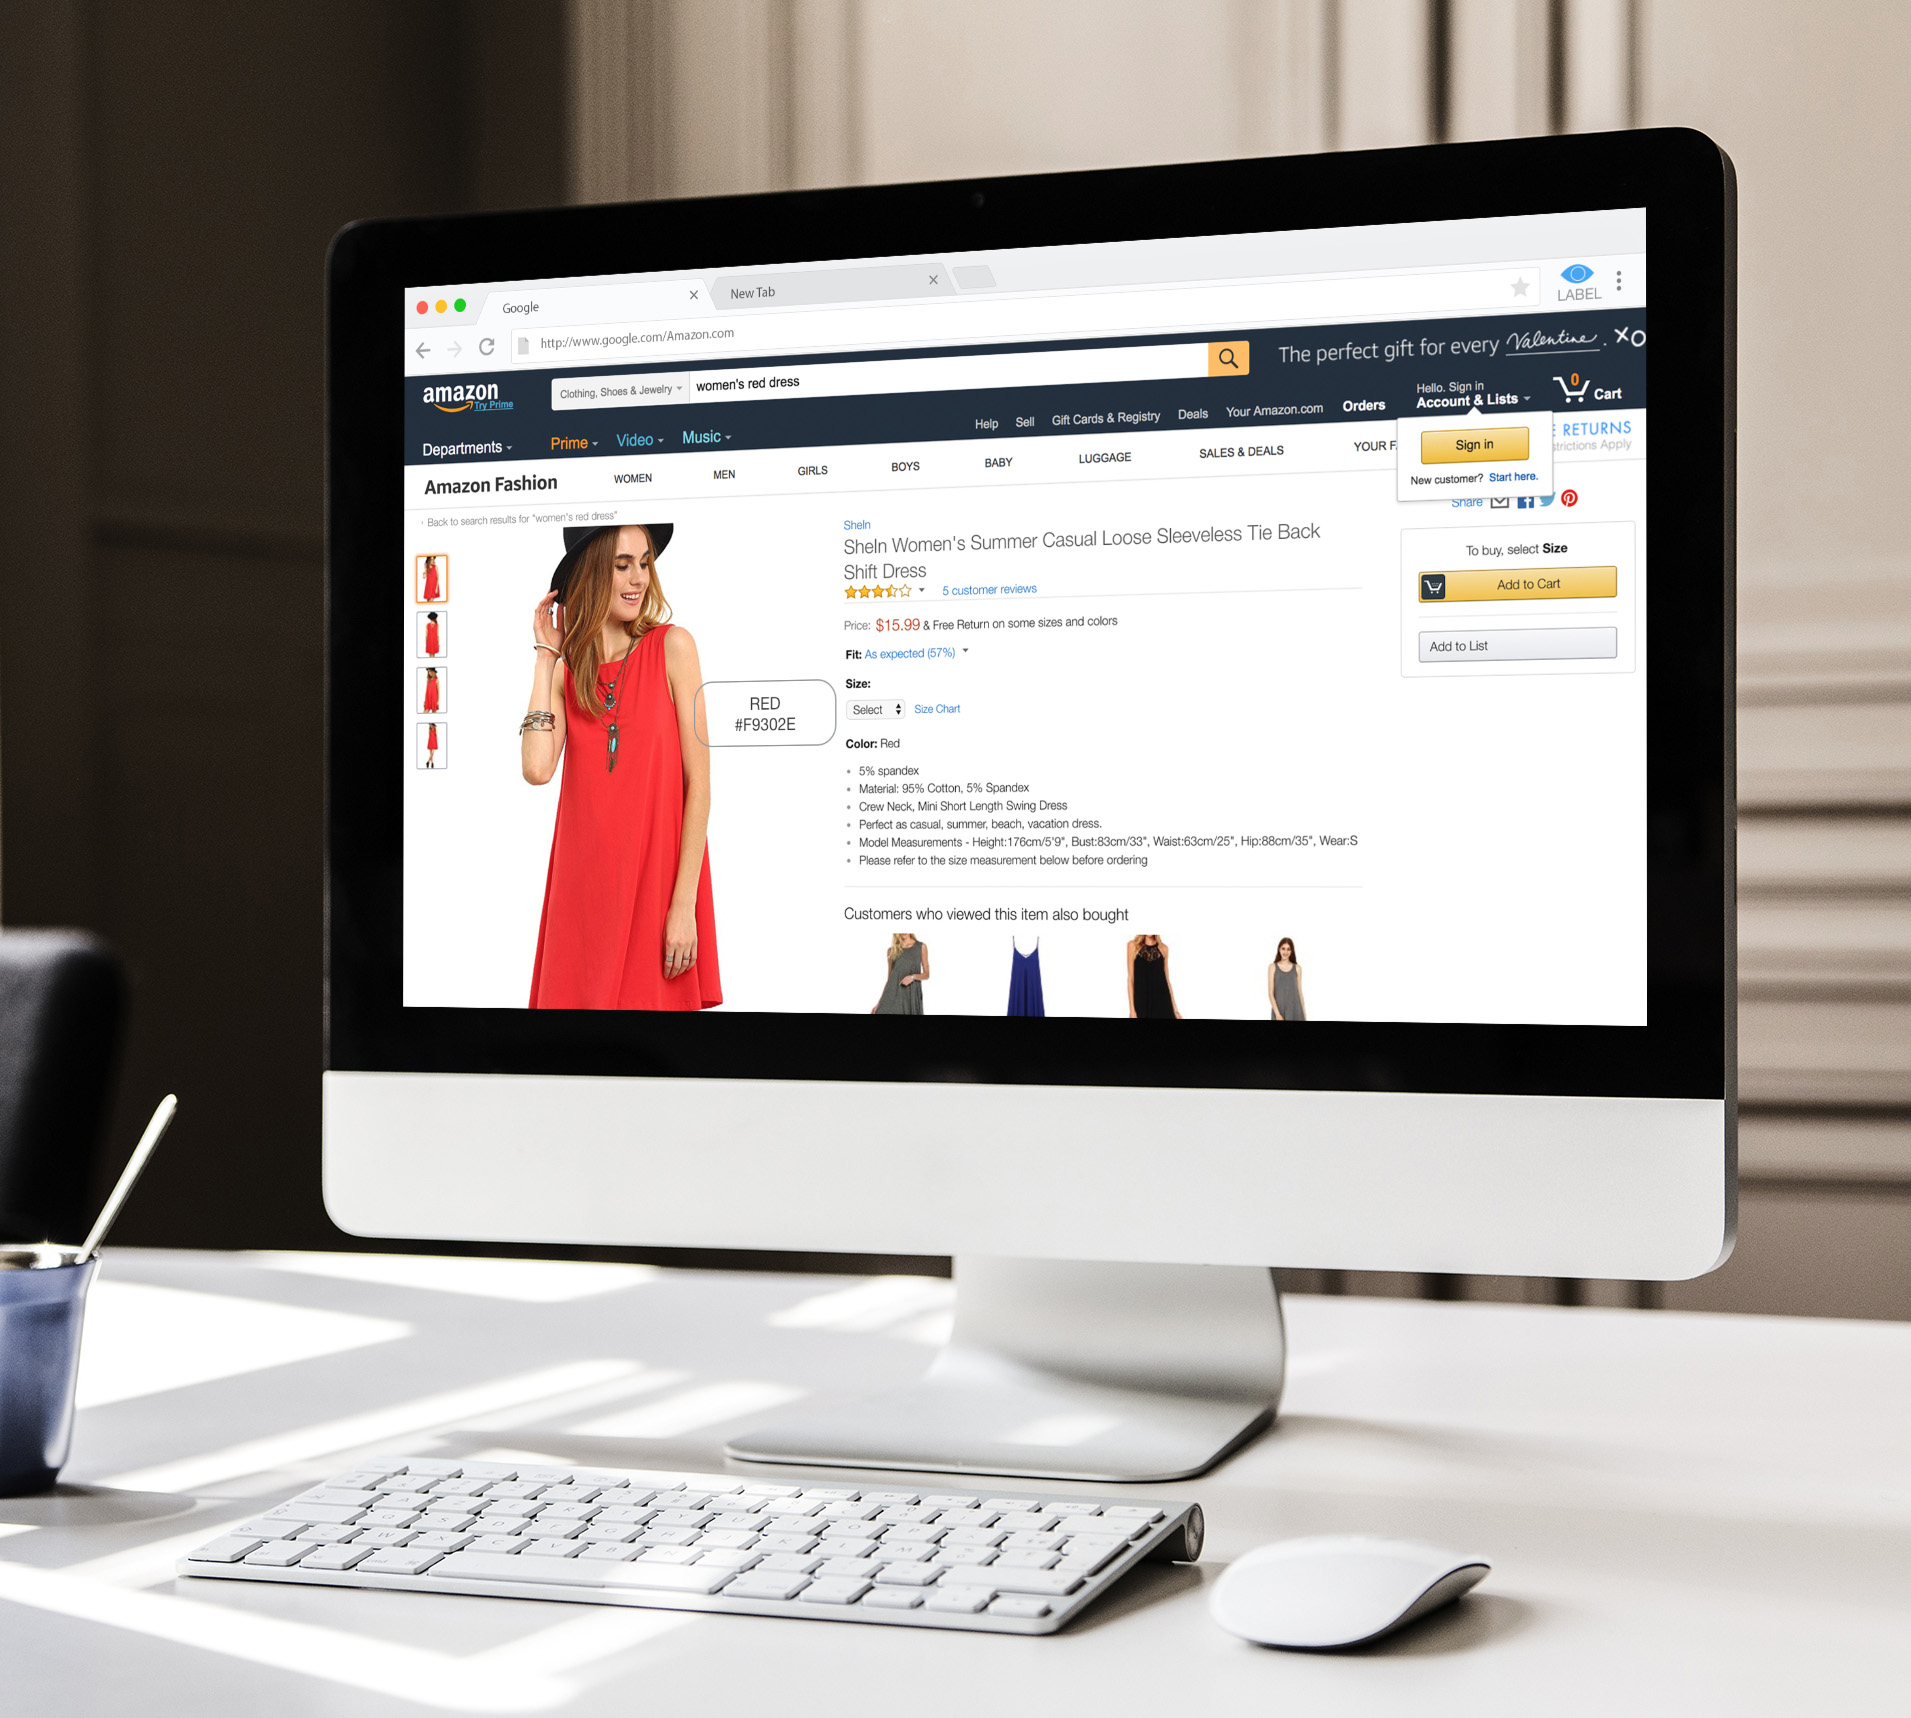 Google
New Tab
http://www.google.com/Amazon.com
LABEL
amazon
Try Prime
Clothing, Shoes & Jewelry
women's red dress
The perfect gift for every Valentine. XO
Departments
Prime
Video
Music
Help
Sell
Gift Cards & Registry
Deals
Your Amazon.com
Orders
Hello. Sign in
Account & Lists
0
Cart
Amazon Fashion
WOMEN
MEN
GIRLS
BOYS
BABY
LUGGAGE
SALES & DEALS
YOUR F
Sign in
New customer? Start here.
E RETURNS
strictions Apply
Back to search results for "women's red dress"
Share
SheIn
SheIn Women's Summer Casual Loose Sleeveless Tie Back
Shift Dress
5 customer reviews
Price: $15.99 & Free Return on some sizes and colors
Fit: As expected (57%)
Size:
Select
Size Chart
Color: Red
5% spandex
Material: 95% Cotton, 5% Spandex
Crew Neck, Mini Short Length Swing Dress
Perfect as casual, summer, beach, vacation dress.
Model Measurements - Height:176cm/5'9", Bust:83cm/33", Waist:63cm/25", Hip:88cm/35", Wear:S
Please refer to the size measurement below before ordering
RED
#F9302E
To buy, select Size
Add to Cart
Add to List
Customers who viewed this item also bought